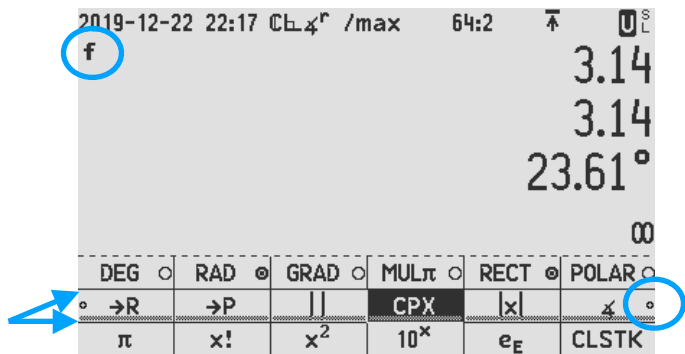 2019-12-22 22:17 ℂ∡ʳ /max 64:2 U S L
f
3.14
3.14
23.61°
∞
DEG RAD GRAD MULπ RECT POLAR
→R →P || CPX |x| ∡
π x! x² 10ˣ eE CLSTK